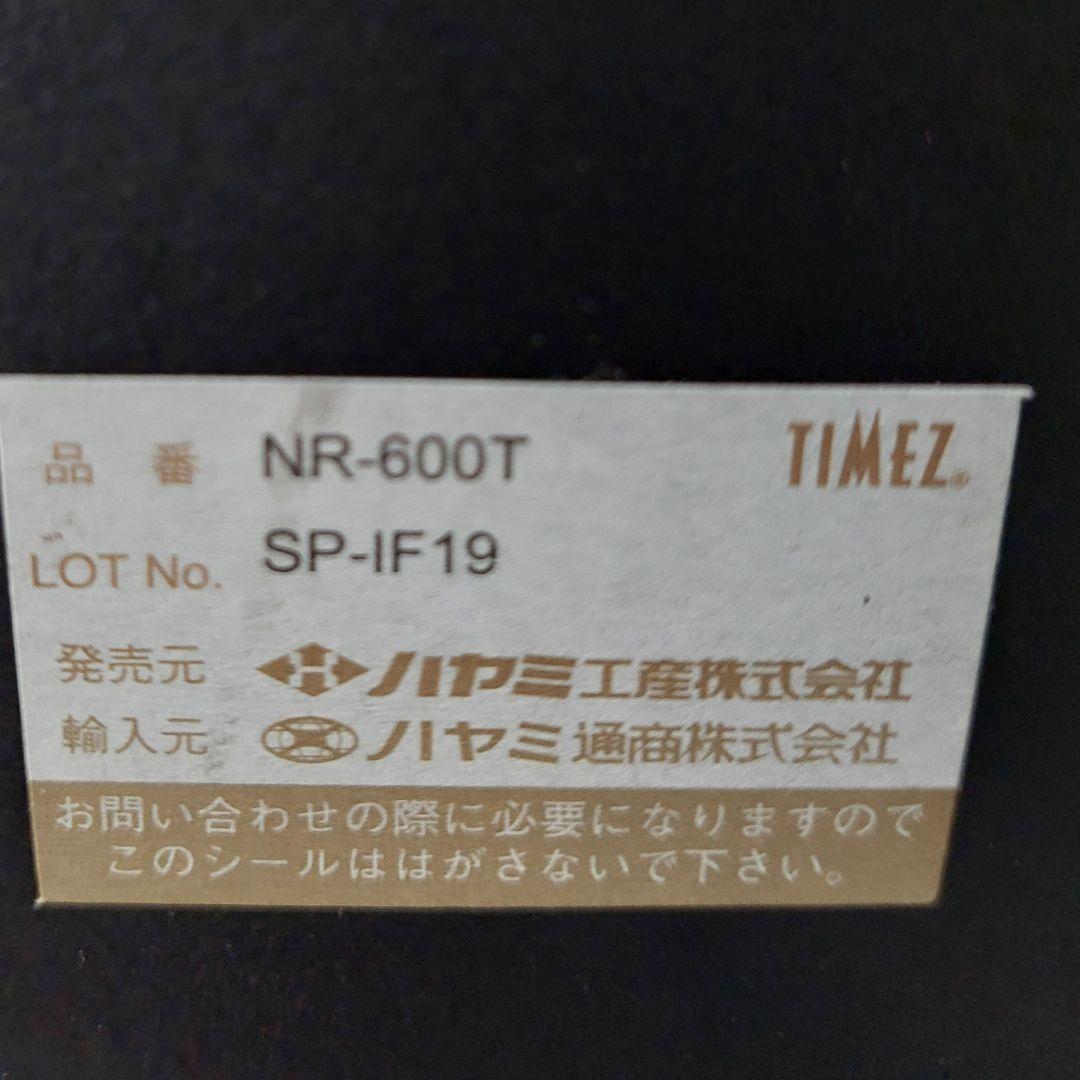 品番 NR-600T TIMEZ®
LOT No. SP-IF19
発売元 ハヤミ工産株式会社
輸入元 ハヤミ通商株式会社
お問い合わせの際に必要になりますので
このシールははがさないで下さい。